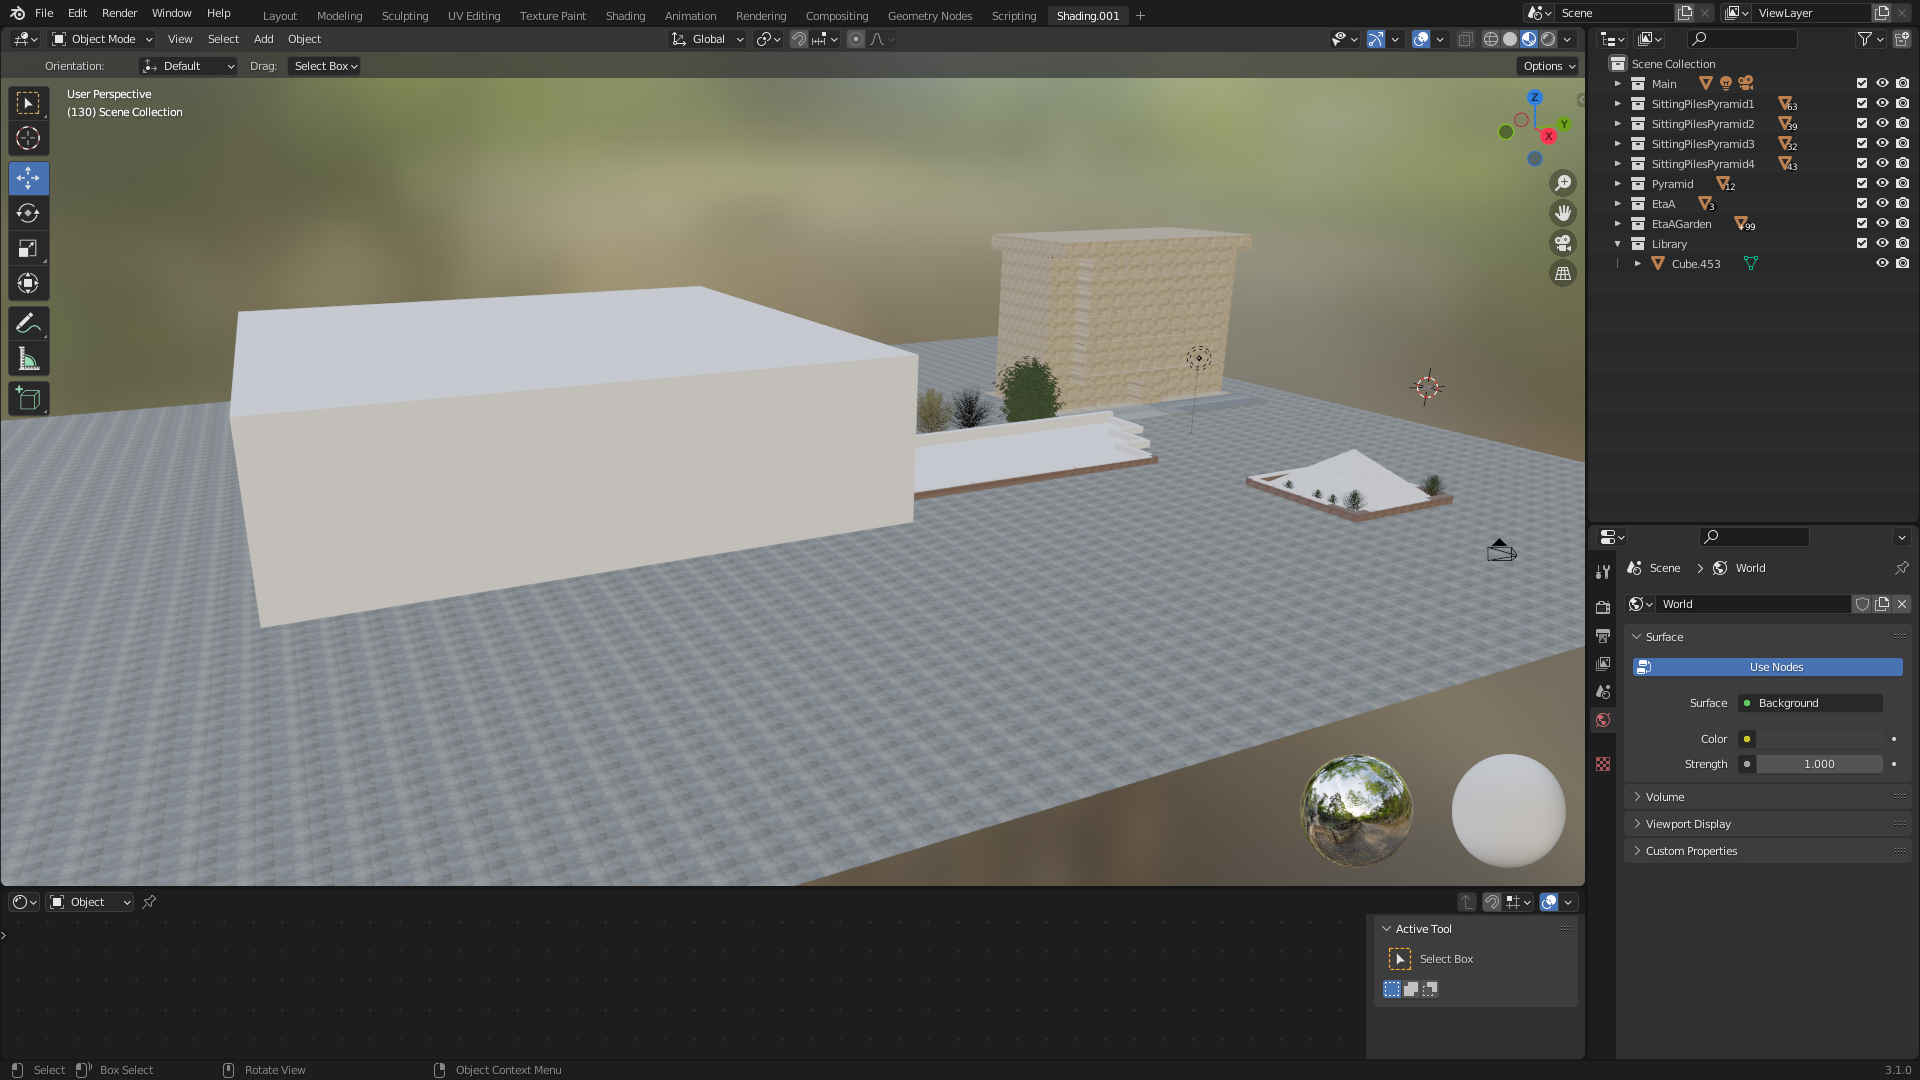 File Edit Render Window Help Layout Modeling Sculpting UV Editing Texture Paint Shading Animation Rendering Compositing Geometry Nodes Scripting Shading.001 + Scene ViewLayer
Object Mode View Select Add Object Global
Orientation: Default Drag: Select Box Options
User Perspective
(130) Scene Collection
Z
Y
X
Scene Collection
Main
SittingPilesPyramid1 63
SittingPilesPyramid2 39
SittingPilesPyramid3 32
SittingPilesPyramid4 43
Pyramid 12
EtaA 3
EtaAGarden +99
Library
Cube.453
Scene > World
World
Surface
Use Nodes
Surface Background
Color
Strength 1.000
Volume
Viewport Display
Custom Properties
Object
Active Tool
Select Box
Select Box Select Rotate View Object Context Menu 3.1.0